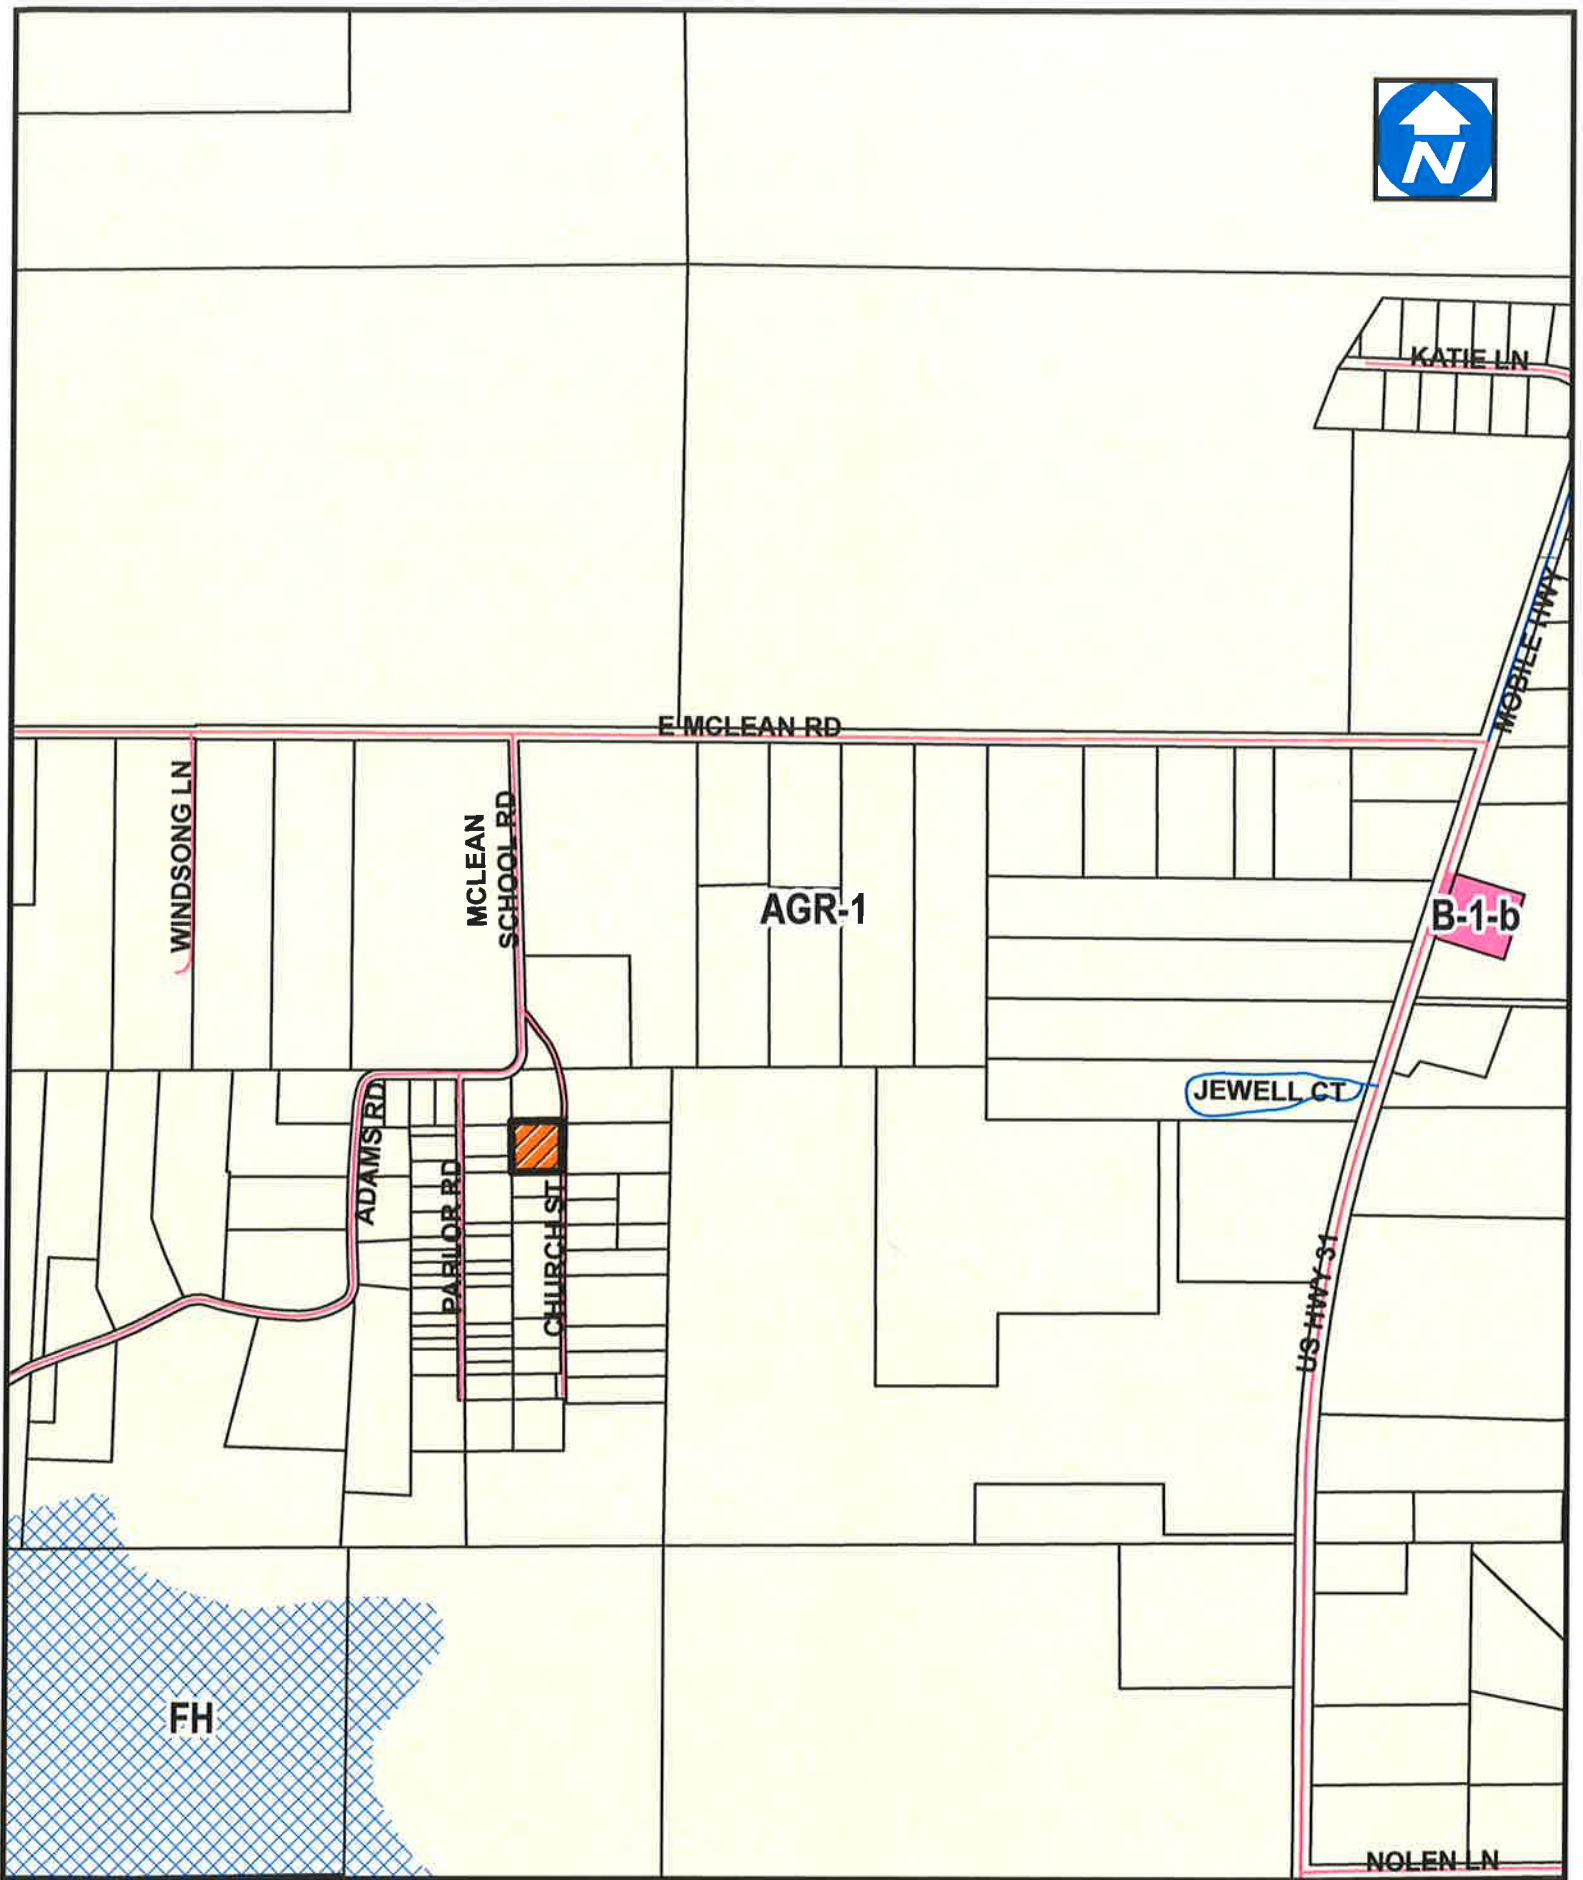 N
KATIE LN
MOBILE HWY
E MCLEAN RD
WINDSONG LN
MCLEAN
SCHOOL RD
AGR-1
B-1-b
JEWELL CT
ADAMS RD
PARLOR RD
CHURCH ST
US HWY 31
FH
NOLEN LN